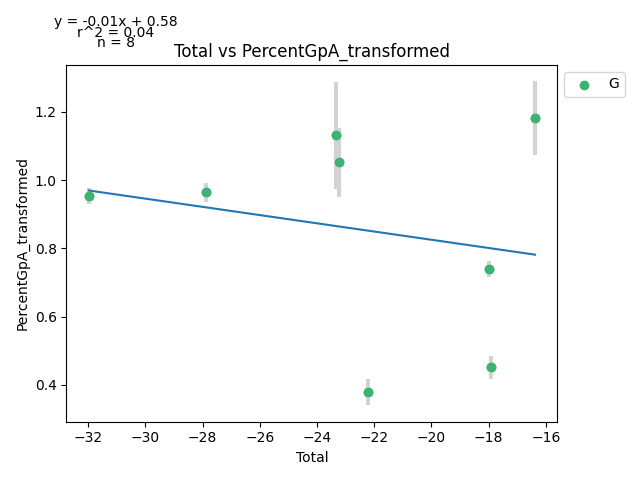 y = -0.01x + 0.58
r^2 = 0.04
n = 8
Total vs PercentGpA_transformed
G
PercentGpA_transformed
1.2
1.0
0.8
0.6
0.4
−32 −30 −28 −26 −24 −22 −20 −18 −16
Total